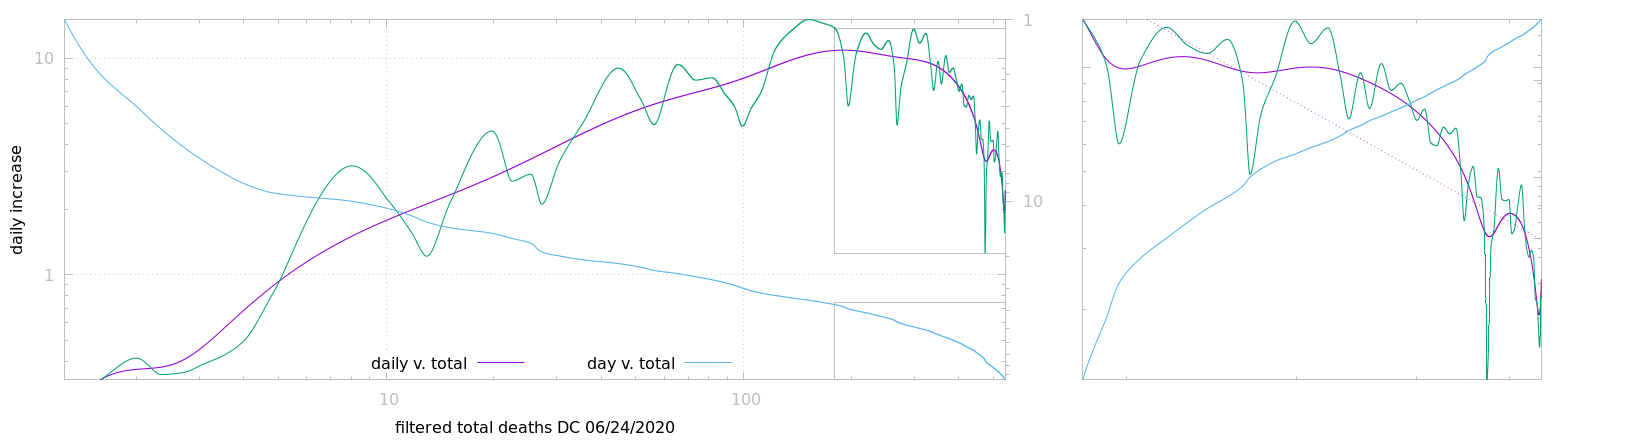 10
1
daily increase
1
10
daily v. total
day v. total
10
100
filtered total deaths DC 06/24/2020